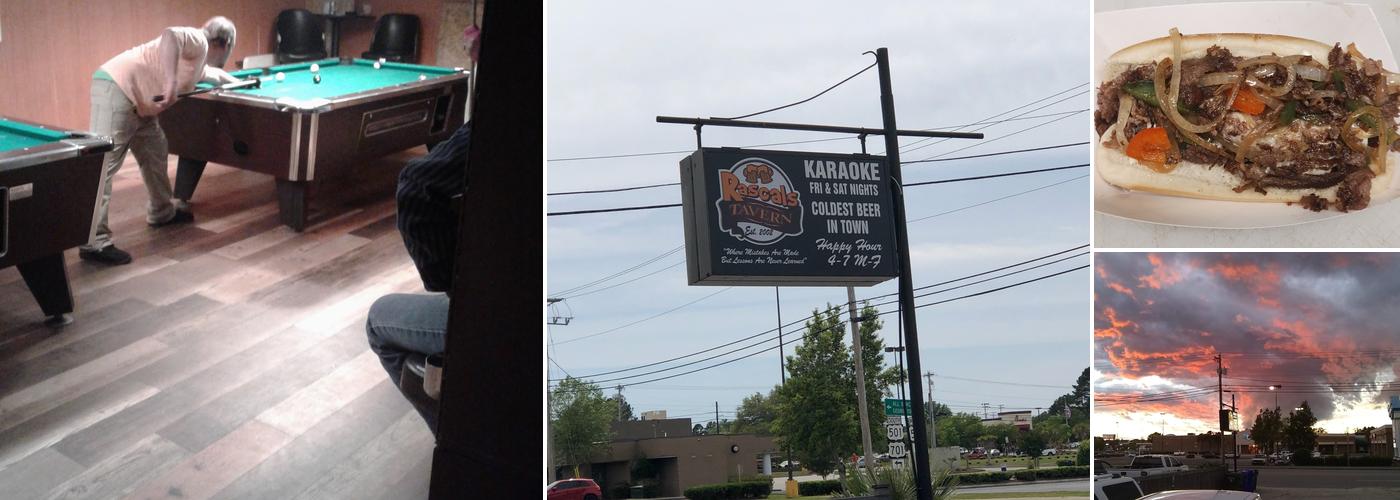 Rascals
TAVERN
Est. 2002
"Where Mistakes Are Made
But Lessons Are Never Learned"
KARAOKE
FRI & SAT NIGHTS
COLDEST BEER
IN TOWN
Happy Hour
4-7 M-F
501
701